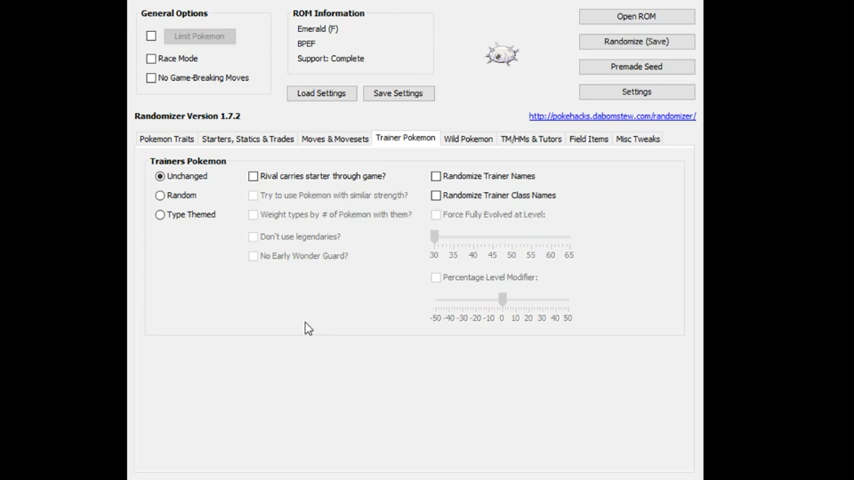 General Options
Limit Pokemon
Race Mode
No Game-Breaking Moves
ROM Information
Emerald (F)
BPEF
Support: Complete
Load Settings
Save Settings
Open ROM
Randomize (Save)
Premade Seed
Settings
Randomizer Version 1.7.2
http://pokehacks.dabomstew.com/randomizer/
Pokemon Traits
Starters, Statics & Trades
Moves & Movesets
Trainer Pokemon
Wild Pokemon
TM/HMs & Tutors
Field Items
Misc Tweaks
Trainers Pokemon
Unchanged
Random
Type Themed
Rival carries starter through game?
Try to use Pokemon with similar strength?
Weight types by # of Pokemon with them?
Don't use legendaries?
No Early Wonder Guard?
Randomize Trainer Names
Randomize Trainer Class Names
Force Fully Evolved at Level:
30 35 40 45 50 55 60 65
Percentage Level Modifier:
-50 -40 -30 -20 -10 0 10 20 30 40 50